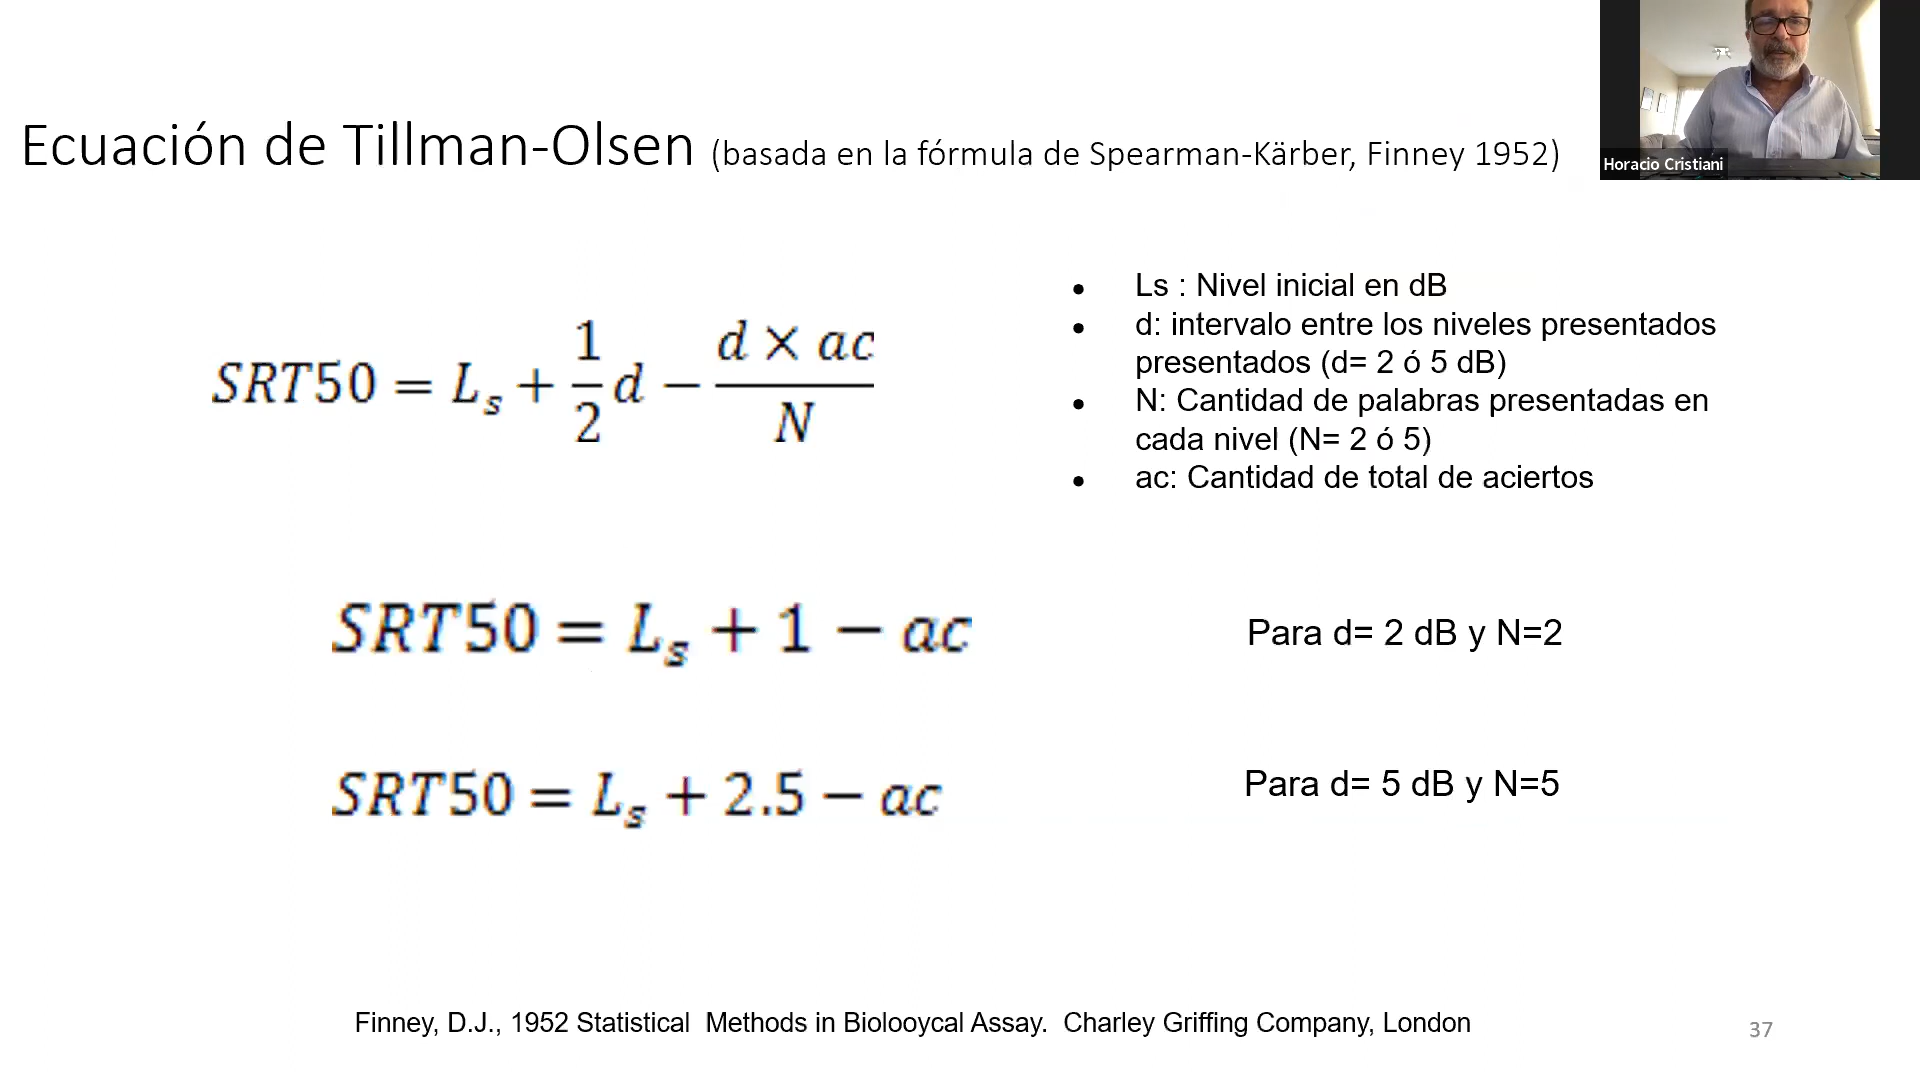 Horacio Cristiani
Ecuación de Tillman-Olsen (basada en la fórmula de Spearman-Kärber, Finney 1952)
SRT50 = Lₛ + 1/2 d − d × ac / N
• Ls : Nivel inicial en dB
• d: intervalo entre los niveles presentados
presentados (d= 2 ó 5 dB)
• N: Cantidad de palabras presentadas en
cada nivel (N= 2 ó 5)
• ac: Cantidad de total de aciertos
SRT50 = Lₛ + 1 − ac
Para d= 2 dB y N=2
SRT50 = Lₛ + 2.5 − ac
Para d= 5 dB y N=5
Finney, D.J., 1952 Statistical Methods in Biolooycal Assay. Charley Griffing Company, London
37